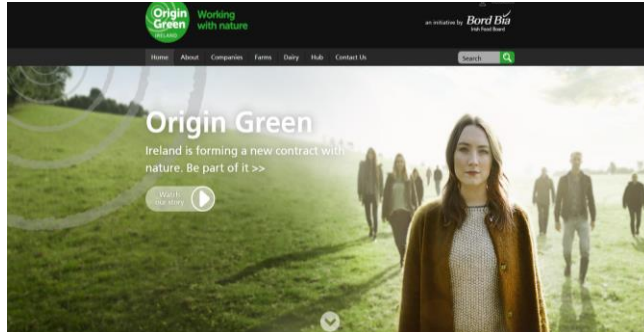 Origin
Green
IRELAND
Working
with nature
an initiative by Bord Bia
Irish Food Board
Home About Companies Farms Dairy Hub Contact Us
Search
Origin Green
Ireland is forming a new contract with
nature. Be part of it >>
Watch
our story